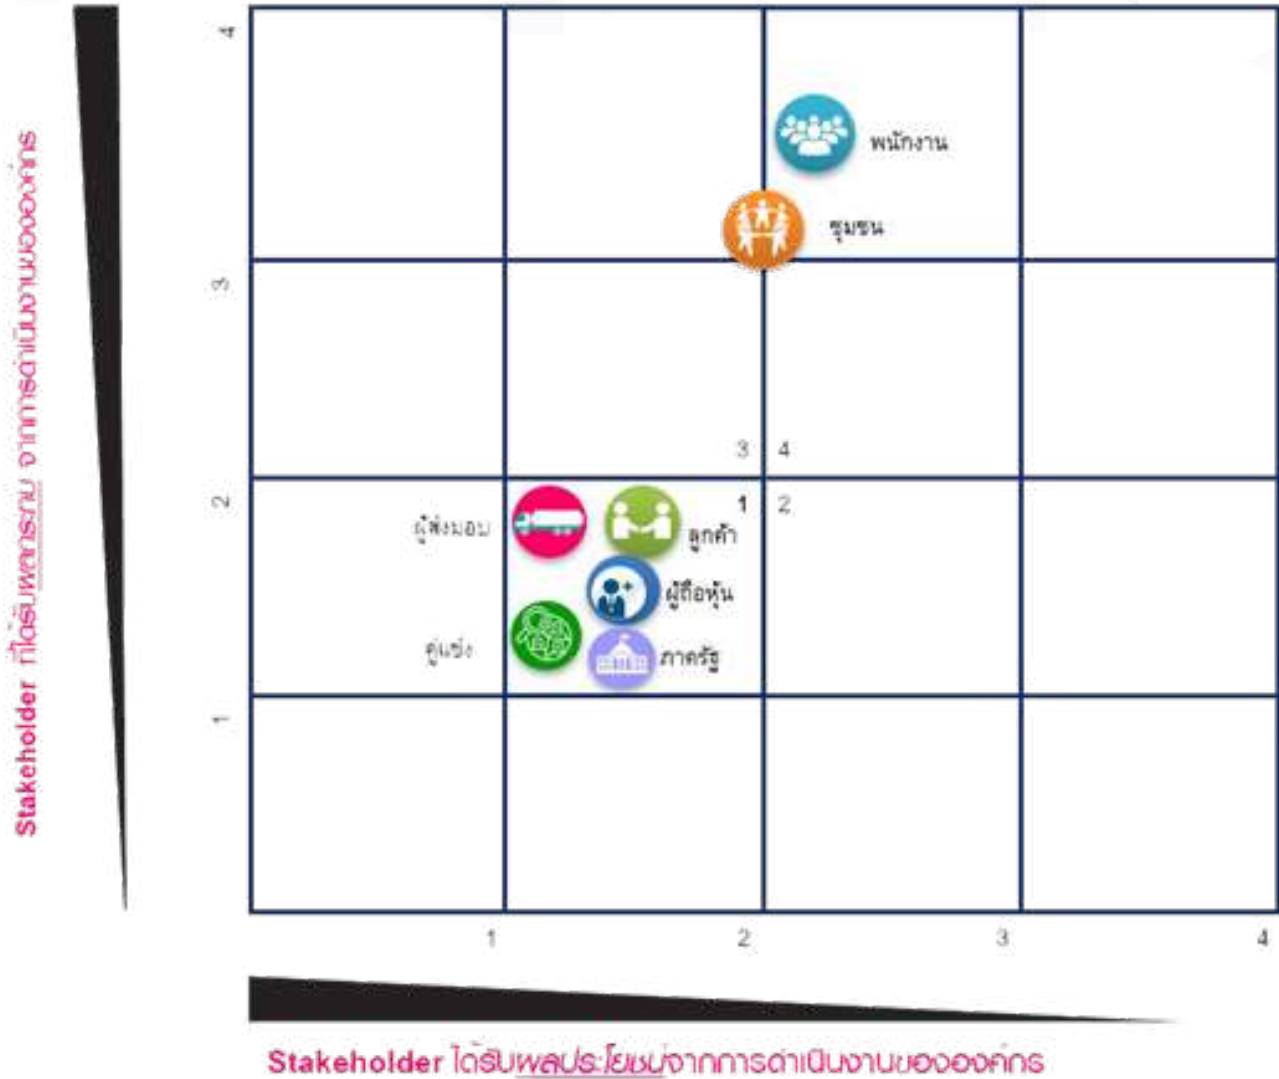 4
พนักงาน
ชุมชน
3
3 4
2
1 2
ผู้ส่งมอบ
ลูกค้า
ผู้ถือหุ้น
คู่แข่ง
ภาครัฐ
1
1 2 3 4
Stakeholder ที่ได้รับผลกระทบ จากการดำเนินงานขององค์กร
Stakeholder ได้รับผลประโยชน์จากการดำเนินงานขององค์กร